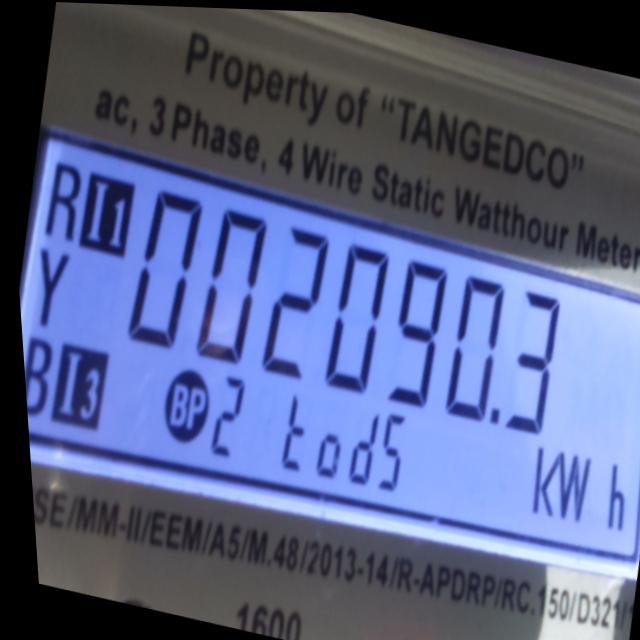 Property of "TANGEDCO"
ac, 3 Phase, 4 Wire Static Watthour Meter
R I1 002090.3
Y
B I3 BP 2 tod5 kW h
SE/MM-II/EEM/A5/M.48/2013-14/R-APDRP/RC.150/D321/
1600